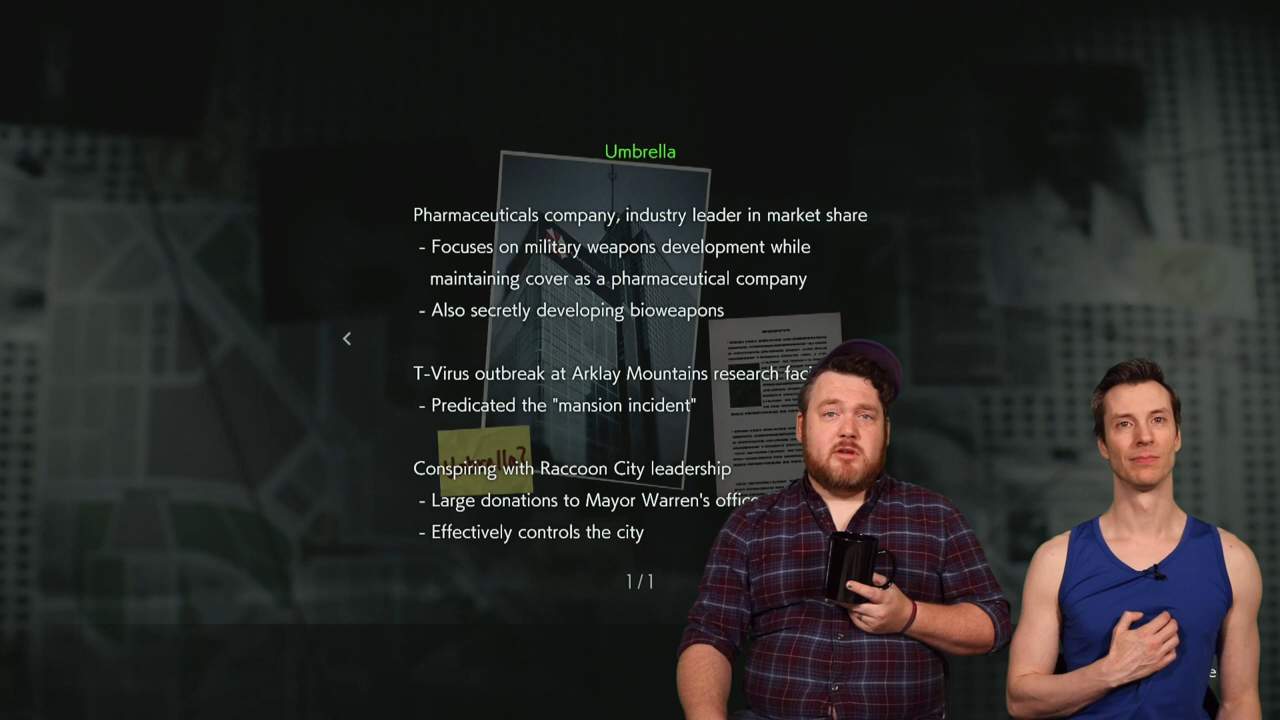 Umbrella
Pharmaceuticals company, industry leader in market share
- Focuses on military weapons development while
maintaining cover as a pharmaceutical company
- Also secretly developing bioweapons
T-Virus outbreak at Arklay Mountains research
- Predicated the "mansion incident"
Conspiring with Raccoon City leadership
- Large donations to Mayor Warren's office
- Effectively controls the city
1 / 1